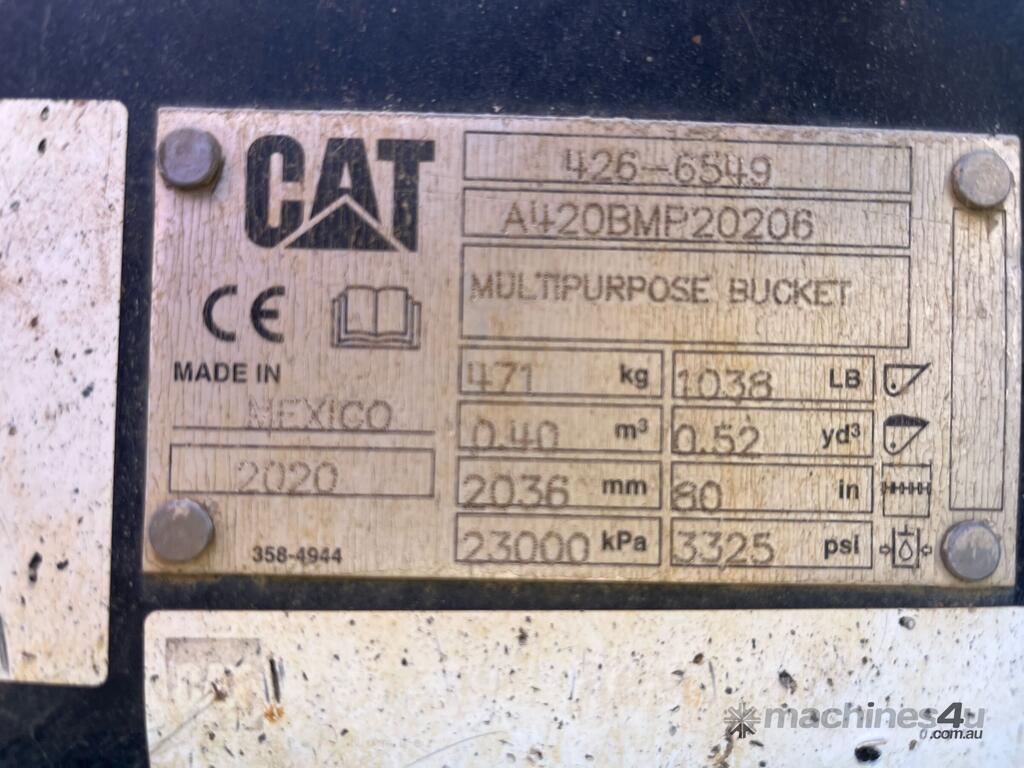 CAT
426-6549
A420BMP20206
MULTIPURPOSE BUCKET
CE
MADE IN
MEXICO
2020
358-4944
471 kg 1038 LB
0.40 m³ 0.52 yd³
2036 mm 80 in
23000 kPa 3325 psi
machines4u
.com.au